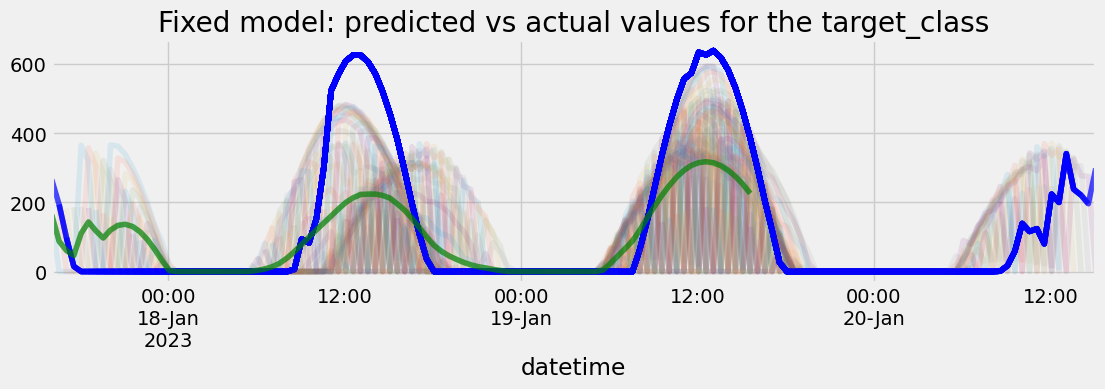 Fixed model: predicted vs actual values for the target_class
600
400
200
0
00:00 12:00 00:00 12:00 00:00 12:00
18-Jan 19-Jan 20-Jan
2023
datetime